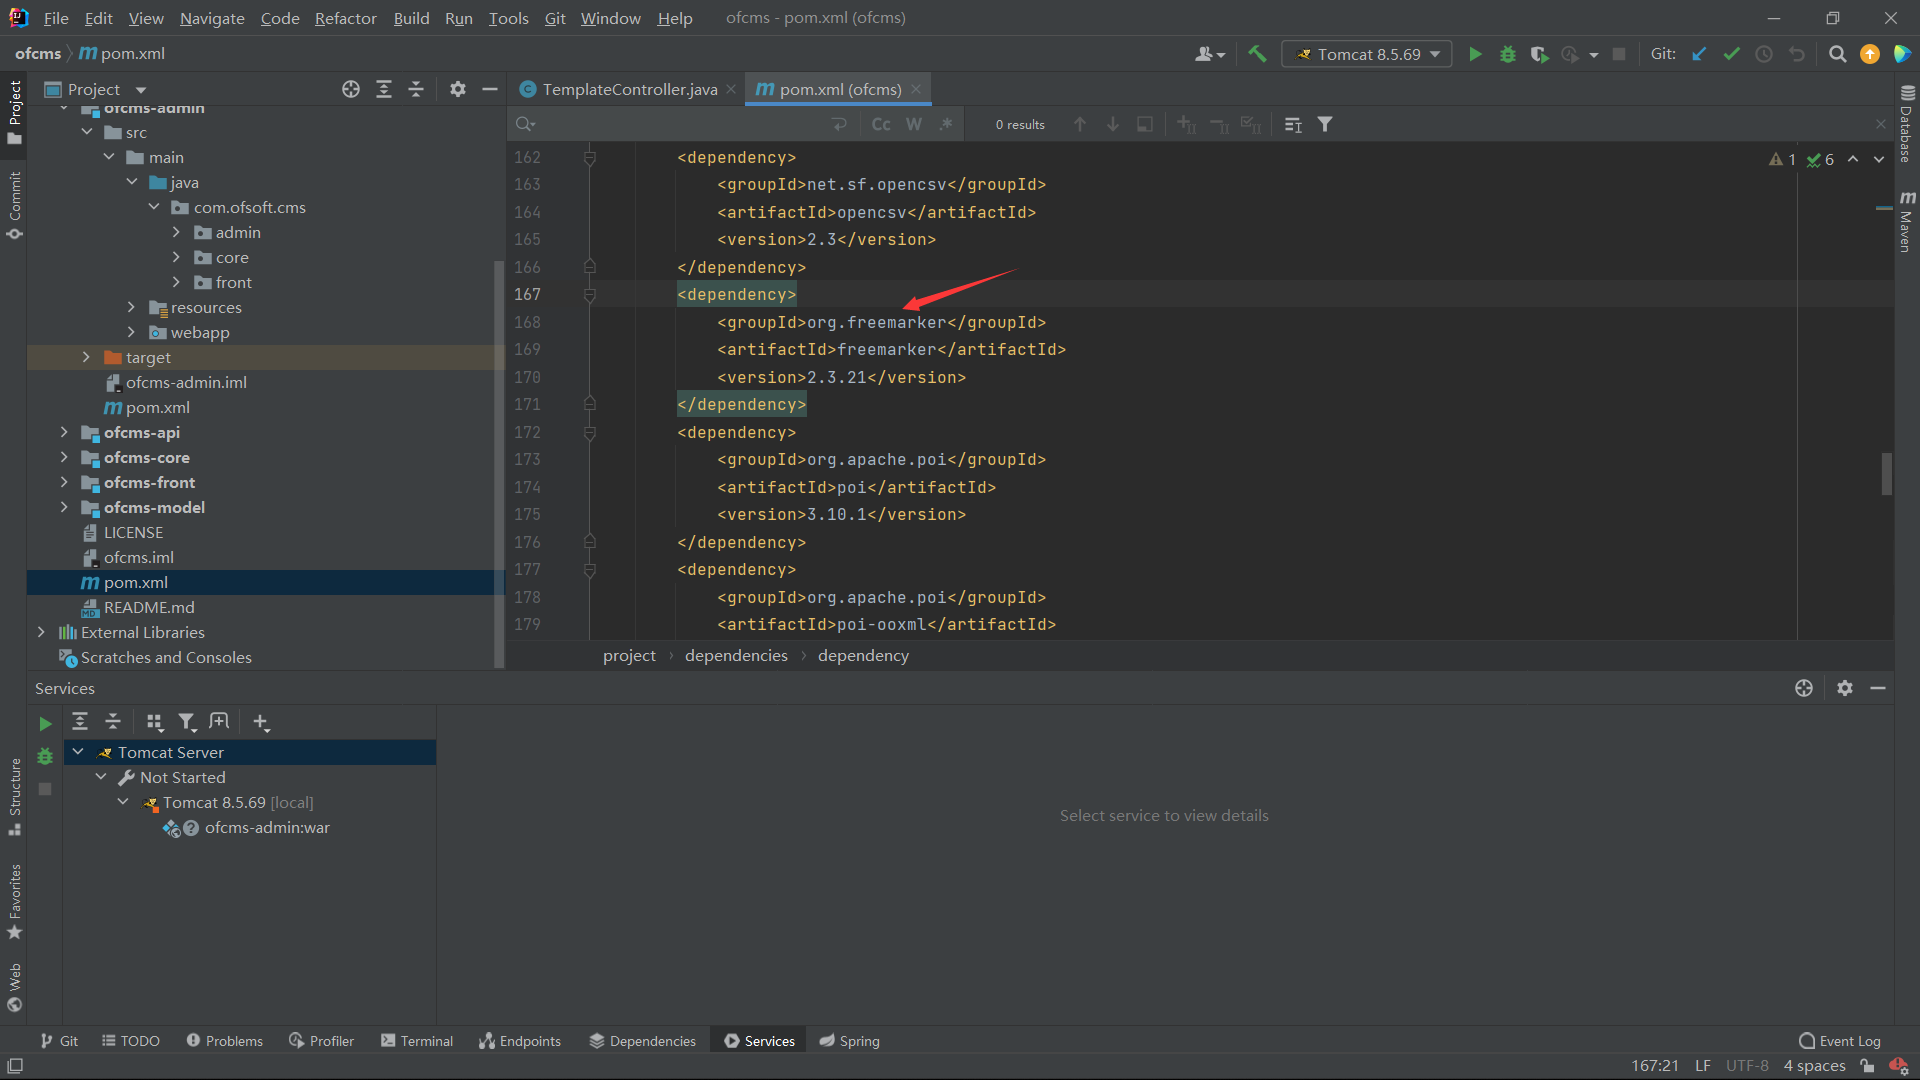 File Edit View Navigate Code Refactor Build Run Tools Git Window Help ofcms - pom.xml (ofcms)
ofcms pom.xml
Tomcat 8.5.69
Git:
Project
TemplateController.java
pom.xml (ofcms)
Cc W .*
0 results
ofcms-admin
src
main
java
com.ofsoft.cms
admin
core
front
resources
webapp
target
ofcms-admin.iml
pom.xml
ofcms-api
ofcms-core
ofcms-front
ofcms-model
LICENSE
ofcms.iml
pom.xml
README.md
External Libraries
Scratches and Consoles
162 <dependency>
163 <groupId>net.sf.opencsv</groupId>
164 <artifactId>opencsv</artifactId>
165 <version>2.3</version>
166 </dependency>
167 <dependency>
168 <groupId>org.freemarker</groupId>
169 <artifactId>freemarker</artifactId>
170 <version>2.3.21</version>
171 </dependency>
172 <dependency>
173 <groupId>org.apache.poi</groupId>
174 <artifactId>poi</artifactId>
175 <version>3.10.1</version>
176 </dependency>
177 <dependency>
178 <groupId>org.apache.poi</groupId>
179 <artifactId>poi-ooxml</artifactId>
1 6
project dependencies dependency
Services
Tomcat Server
Not Started
Tomcat 8.5.69 [local]
ofcms-admin:war
Select service to view details
Project
Commit
Structure
Favorites
Web
Database
Maven
Git TODO Problems Profiler Terminal Endpoints Dependencies Services Spring Event Log
167:21 LF UTF-8 4 spaces